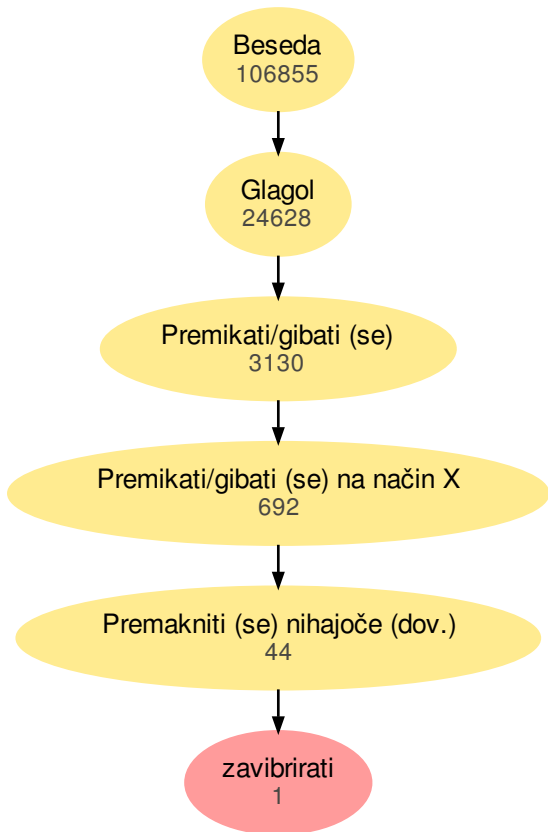 Beseda
106855
Glagol
24628
Premikati/gibati (se)
3130
Premikati/gibati (se) na način X
692
Premakniti (se) nihajoče (dov.)
44
zavibrirati
1